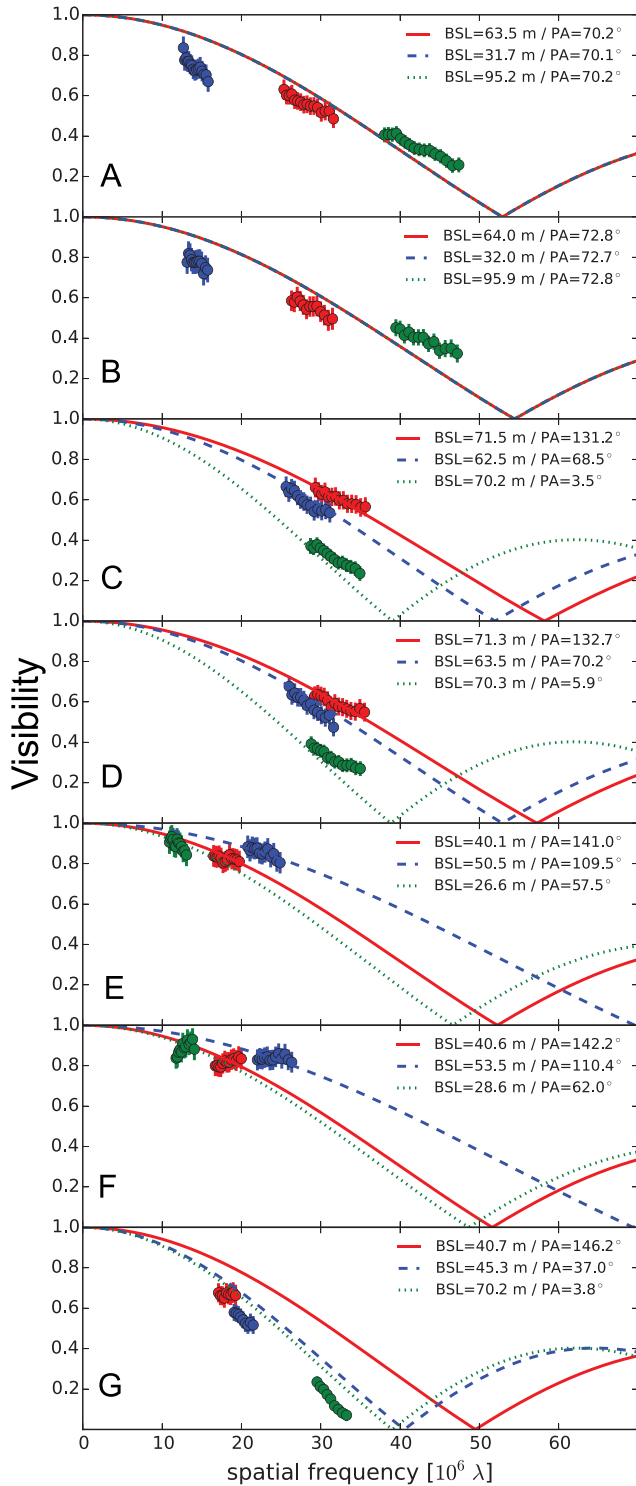 1.0
0.8
0.6
0.4
0.2
A
BSL=63.5 m / PA=70.2°
BSL=31.7 m / PA=70.1°
BSL=95.2 m / PA=70.2°
1.0
0.8
0.6
0.4
0.2
B
BSL=64.0 m / PA=72.8°
BSL=32.0 m / PA=72.7°
BSL=95.9 m / PA=72.8°
1.0
0.8
0.6
0.4
0.2
C
BSL=71.5 m / PA=131.2°
BSL=62.5 m / PA=68.5°
BSL=70.2 m / PA=3.5°
1.0
0.8
0.6
0.4
0.2
D
BSL=71.3 m / PA=132.7°
BSL=63.5 m / PA=70.2°
BSL=70.3 m / PA=5.9°
Visibility
1.0
0.8
0.6
0.4
0.2
E
BSL=40.1 m / PA=141.0°
BSL=50.5 m / PA=109.5°
BSL=26.6 m / PA=57.5°
1.0
0.8
0.6
0.4
0.2
F
BSL=40.6 m / PA=142.2°
BSL=53.5 m / PA=110.4°
BSL=28.6 m / PA=62.0°
1.0
0.8
0.6
0.4
0.2
G
BSL=40.7 m / PA=146.2°
BSL=45.3 m / PA=37.0°
BSL=70.2 m / PA=3.8°
0 10 20 30 40 50 60 70
spatial frequency [10⁶ λ]